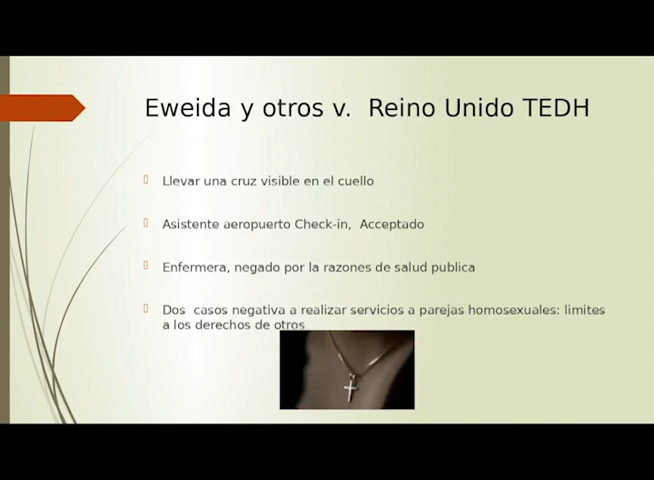 Eweida y otros v.  Reino Unido TEDH
Llevar una cruz visible en el cuello
Asistente aeropuerto Check-in,  Acceptado
Enfermera, negado por la razones de salud publica
Dos  casos negativa a realizar servicios a parejas homosexuales: limites
a los derechos de otros